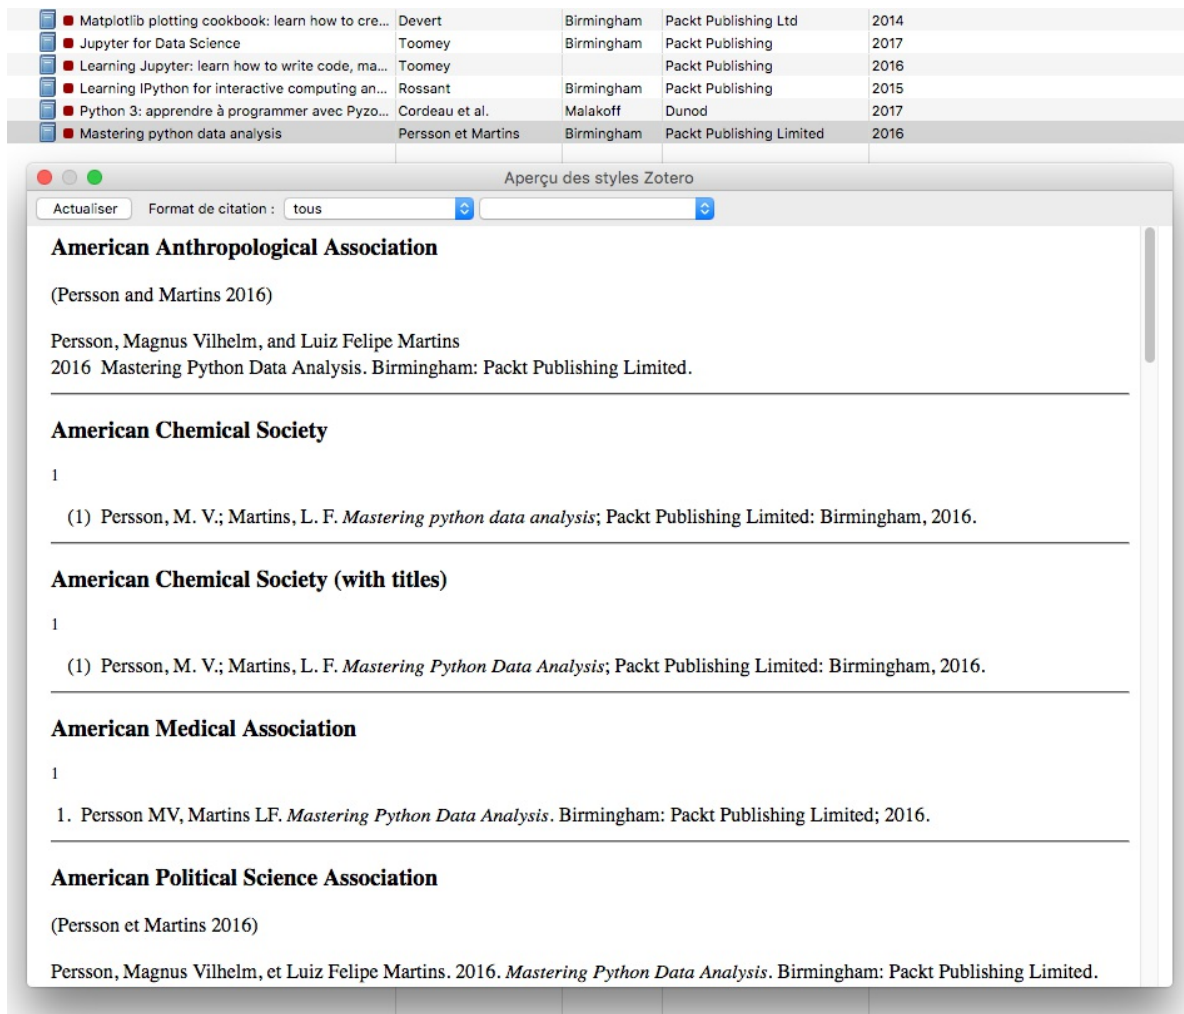 Matplotlib plotting cookbook: learn how to cre... Devert Birmingham Packt Publishing Ltd 2014
Jupyter for Data Science Toomey Birmingham Packt Publishing 2017
Learning Jupyter: learn how to write code, ma... Toomey Packt Publishing 2016
Learning IPython for interactive computing an... Rossant Birmingham Packt Publishing 2015
Python 3: apprendre à programmer avec Pyzo... Cordeau et al. Malakoff Dunod 2017
Mastering python data analysis Persson et Martins Birmingham Packt Publishing Limited 2016
Aperçu des styles Zotero
Actualiser Format de citation : tous
American Anthropological Association
(Persson and Martins 2016)
Persson, Magnus Vilhelm, and Luiz Felipe Martins
2016 Mastering Python Data Analysis. Birmingham: Packt Publishing Limited.
American Chemical Society
1
(1) Persson, M. V.; Martins, L. F. Mastering python data analysis; Packt Publishing Limited: Birmingham, 2016.
American Chemical Society (with titles)
1
(1) Persson, M. V.; Martins, L. F. Mastering Python Data Analysis; Packt Publishing Limited: Birmingham, 2016.
American Medical Association
1
1. Persson MV, Martins LF. Mastering Python Data Analysis. Birmingham: Packt Publishing Limited; 2016.
American Political Science Association
(Persson et Martins 2016)
Persson, Magnus Vilhelm, et Luiz Felipe Martins. 2016. Mastering Python Data Analysis. Birmingham: Packt Publishing Limited.